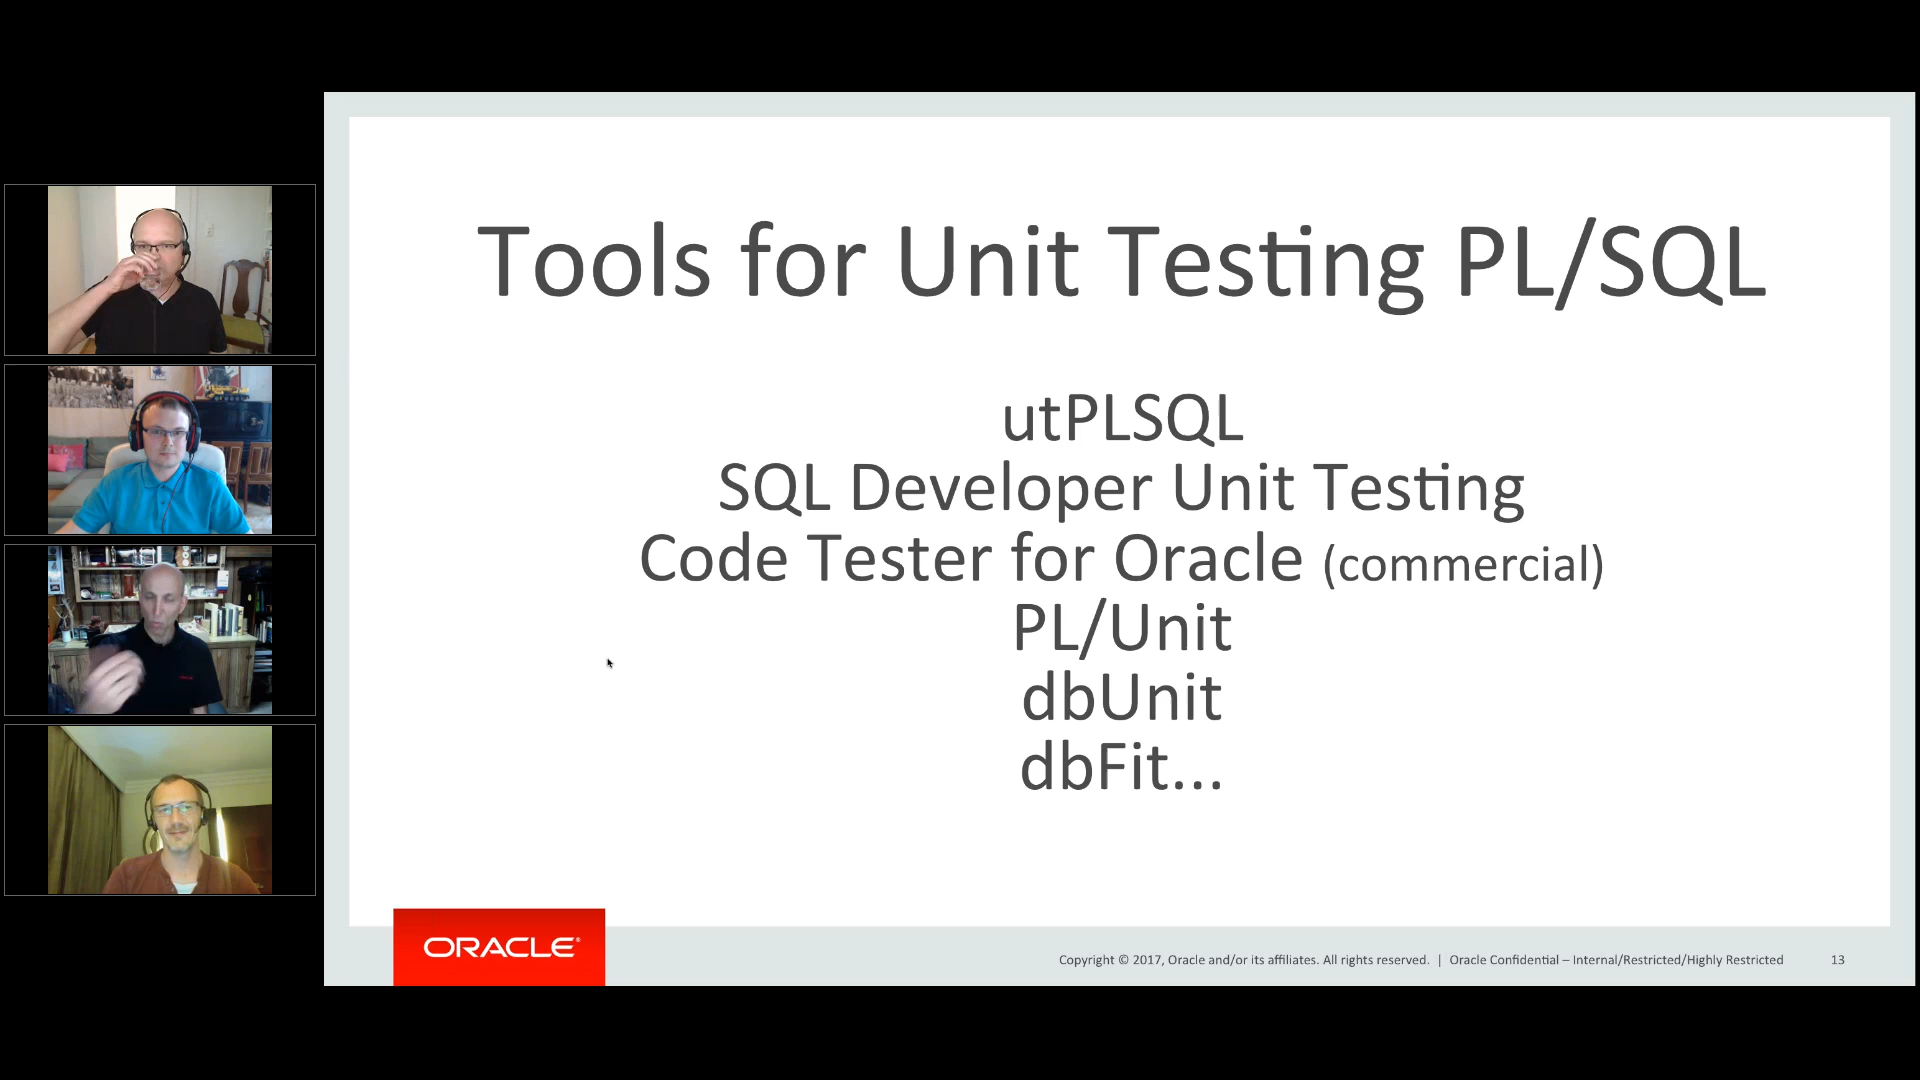 Tools for Unit Testing PL/SQL
utPLSQL
SQL Developer Unit Testing
Code Tester for Oracle (commercial)
PL/Unit
dbUnit
dbFit...
ORACLE®
Copyright © 2017, Oracle and/or its affiliates. All rights reserved. | Oracle Confidential – Internal/Restricted/Highly Restricted 13